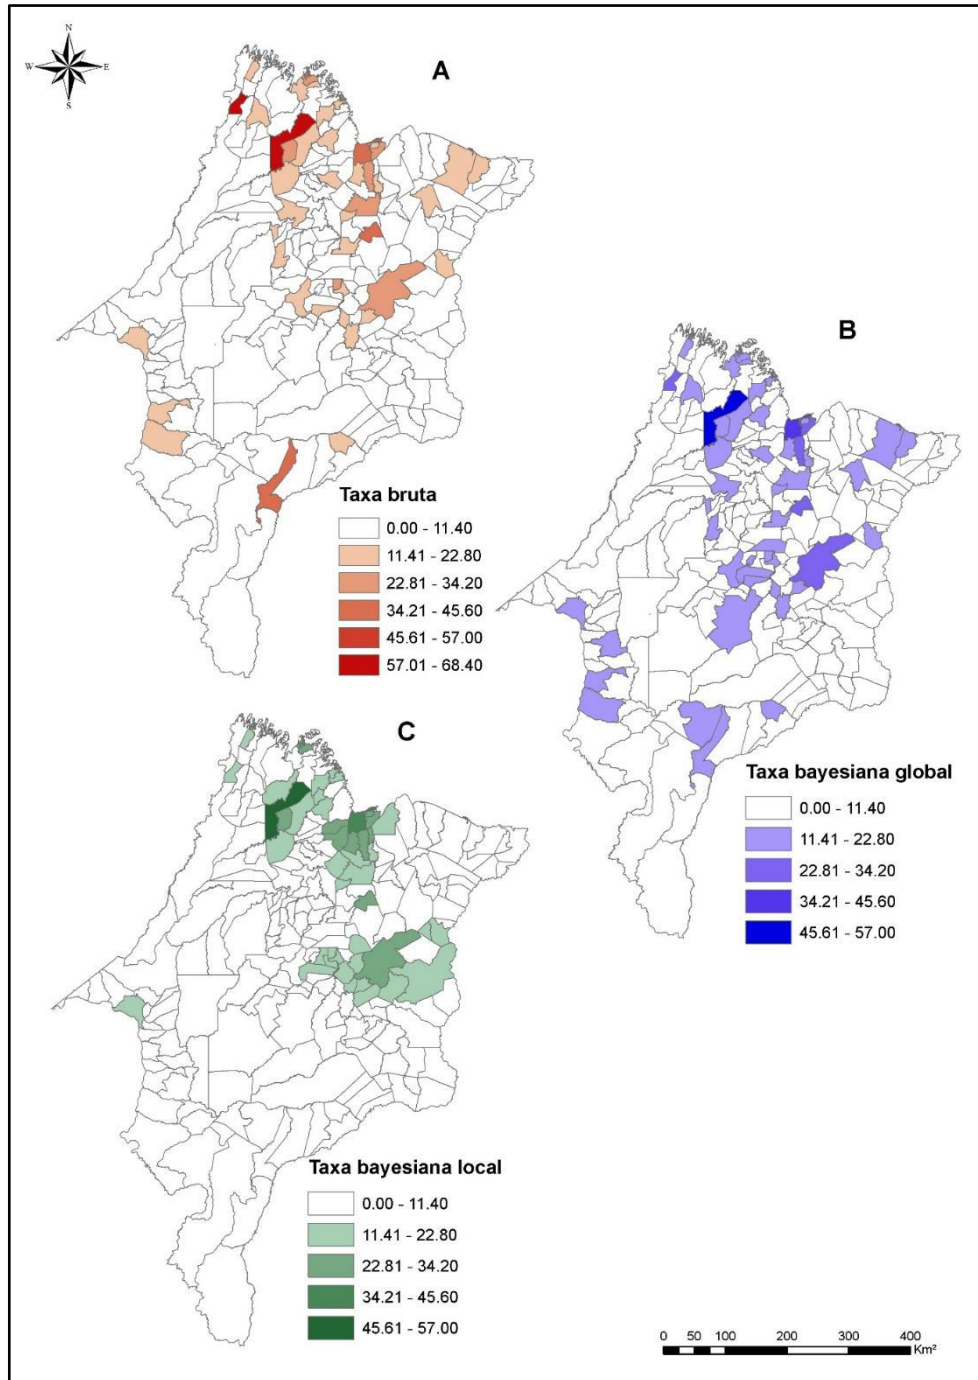 N
W E
S
A
Taxa bruta
0.00 - 11.40
11.41 - 22.80
22.81 - 34.20
34.21 - 45.60
45.61 - 57.00
57.01 - 68.40
B
Taxa bayesiana global
0.00 - 11.40
11.41 - 22.80
22.81 - 34.20
34.21 - 45.60
45.61 - 57.00
C
Taxa bayesiana local
0.00 - 11.40
11.41 - 22.80
22.81 - 34.20
34.21 - 45.60
45.61 - 57.00
0 50 100 200 300 400
Km²